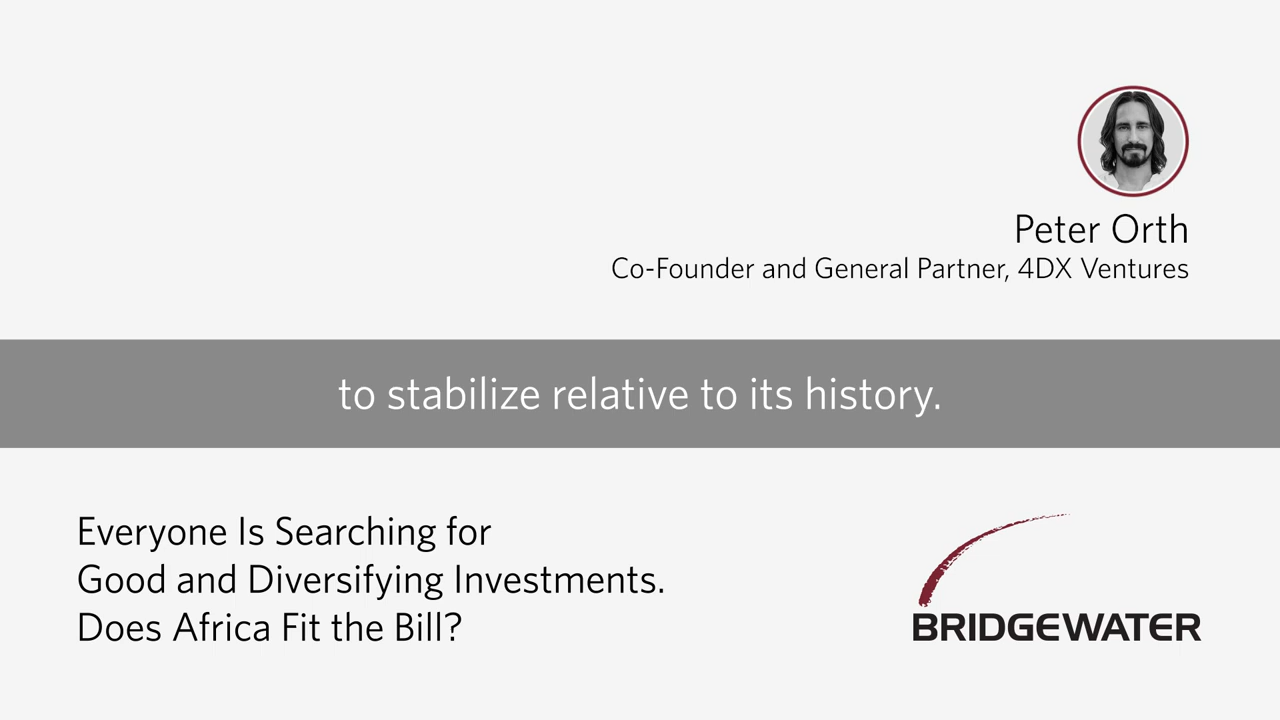 Peter Orth
Co-Founder and General Partner, 4DX Ventures
to stabilize relative to its history.
Everyone Is Searching for
Good and Diversifying Investments.
Does Africa Fit the Bill?
BRIDGEWATER